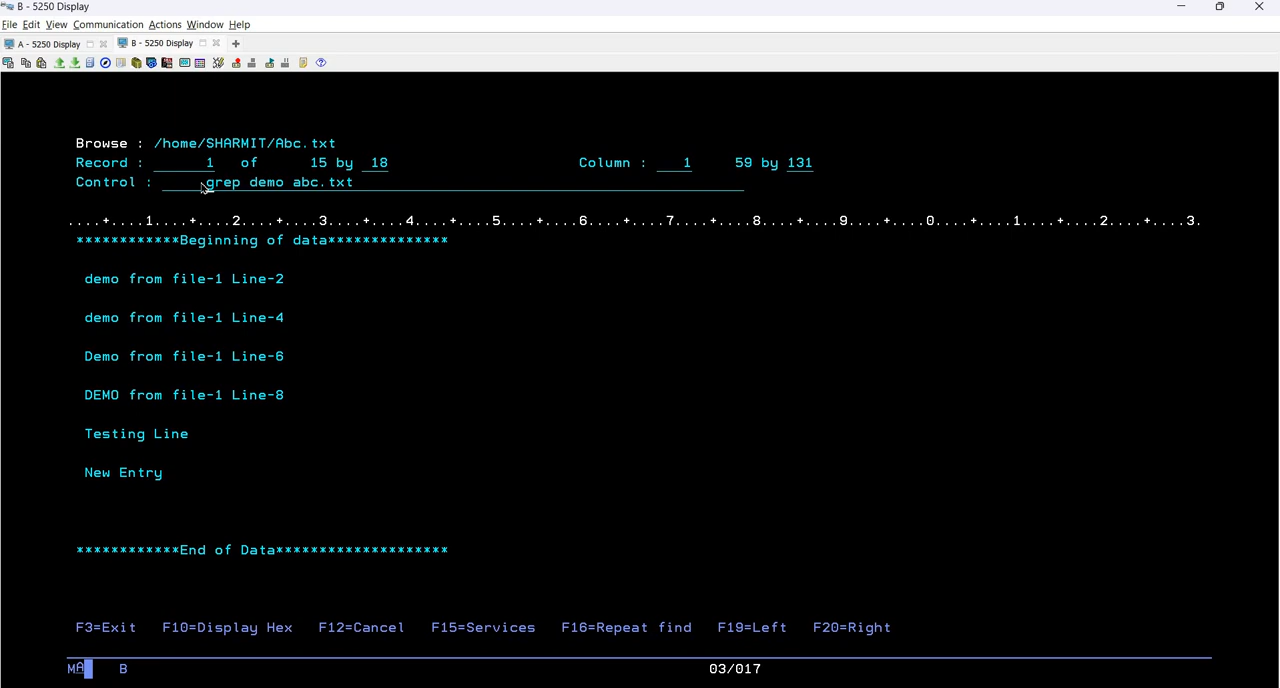 B - 5250 Display
File Edit View Communication Actions Window Help
A - 5250 Display B - 5250 Display
Browse : /home/SHARMIT/Abc.txt
Record : 1 of 15 by 18 Column : 1 59 by 131
Control : grep demo abc.txt
....+....1....+....2....+....3....+....4....+....5....+....6....+....7....+....8....+....9....+....0....+....1....+....2....+....3.
************Beginning of data**************
demo from file-1 Line-2
demo from file-1 Line-4
Demo from file-1 Line-6
DEMO from file-1 Line-8
Testing Line
New Entry
************End of Data********************
F3=Exit F10=Display Hex F12=Cancel F15=Services F16=Repeat find F19=Left F20=Right
MA B 03/017